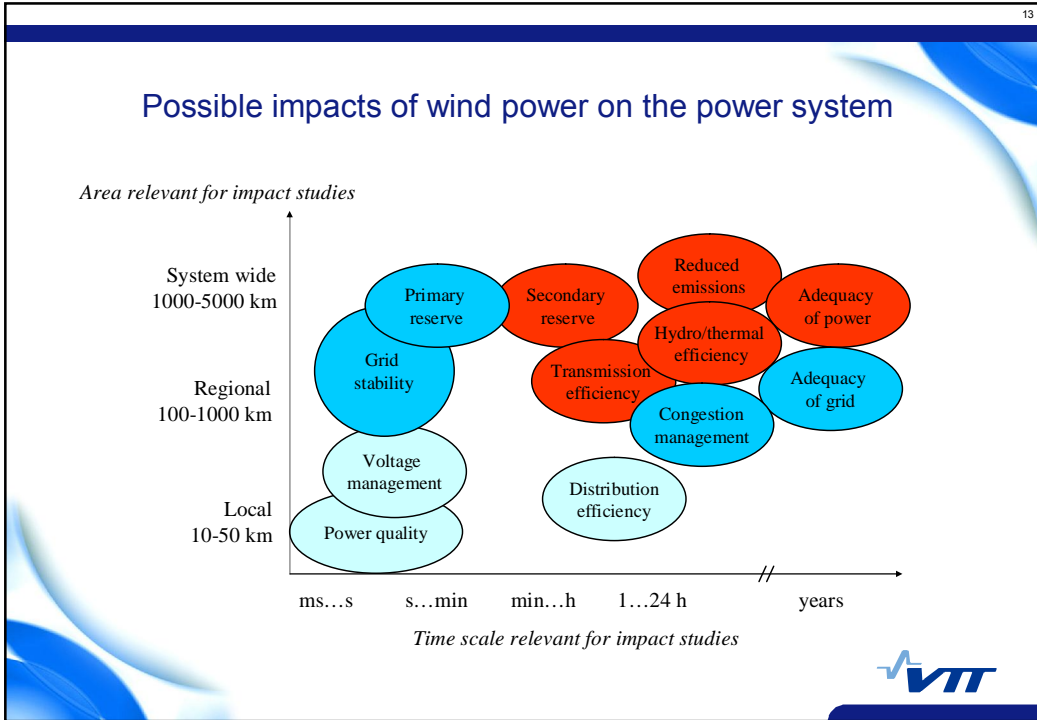 13
Possible impacts of wind power on the power system
Area relevant for impact studies
System wide
1000-5000 km
Regional
100-1000 km
Local
10-50 km
Primary
reserve
Secondary
reserve
Reduced
emissions
Adequacy
of power
Grid
stability
Hydro/thermal
efficiency
Transmission
efficiency
Adequacy
of grid
Congestion
management
Voltage
management
Distribution
efficiency
Power quality
ms…s
s…min
min…h
1…24 h
years
Time scale relevant for impact studies
VTT